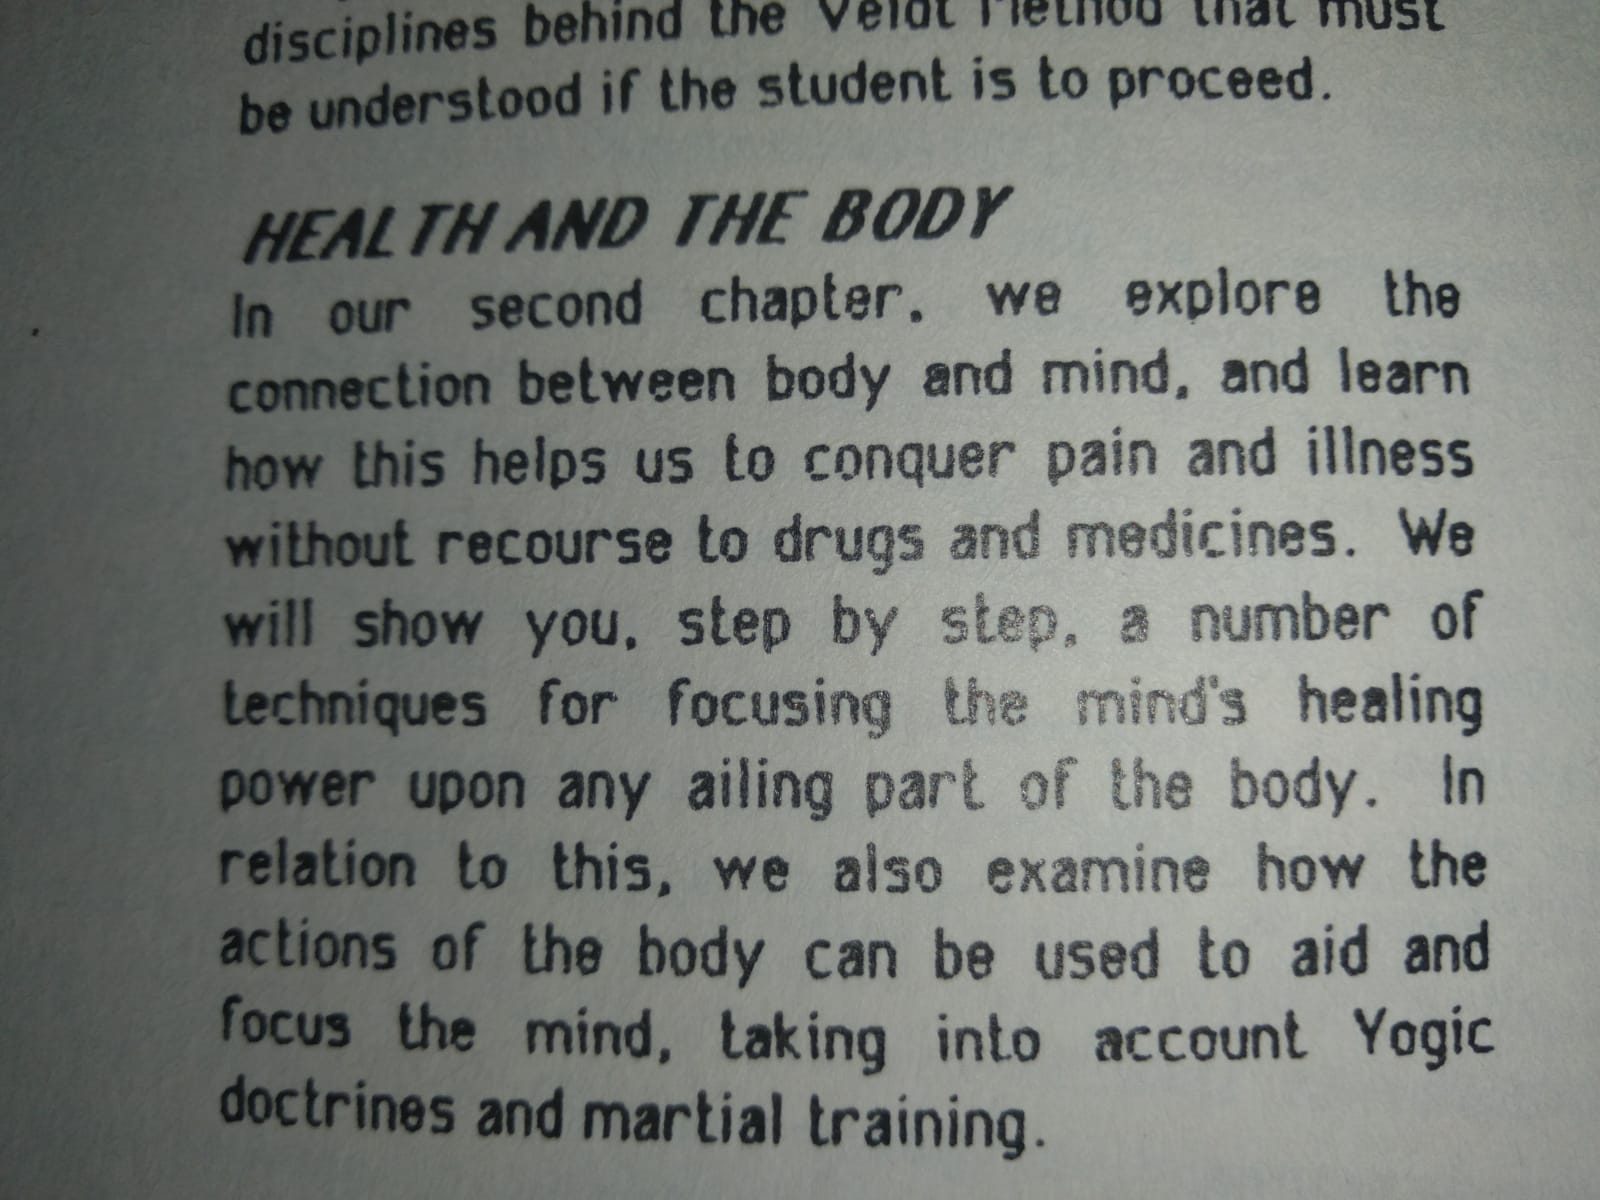 disciplines behind the Veidt Method that must
be understood if the student is to proceed.
HEALTH AND THE BODY
In our second chapter, we explore the
connection between body and mind, and learn
how this helps us to conquer pain and illness
without recourse to drugs and medicines. We
will show you, step by step, a number of
techniques for focusing the mind's healing
power upon any ailing part of the body. In
relation to this, we also examine how the
actions of the body can be used to aid and
focus the mind, taking into account Yogic
doctrines and martial training.